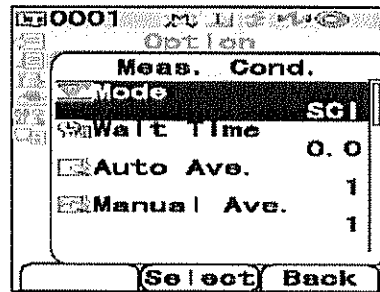 0001
Option
Meas. Cond.
Mode
SCI
Wait Time
0.0
Auto Ave.
1
Manual Ave.
1
Select Back